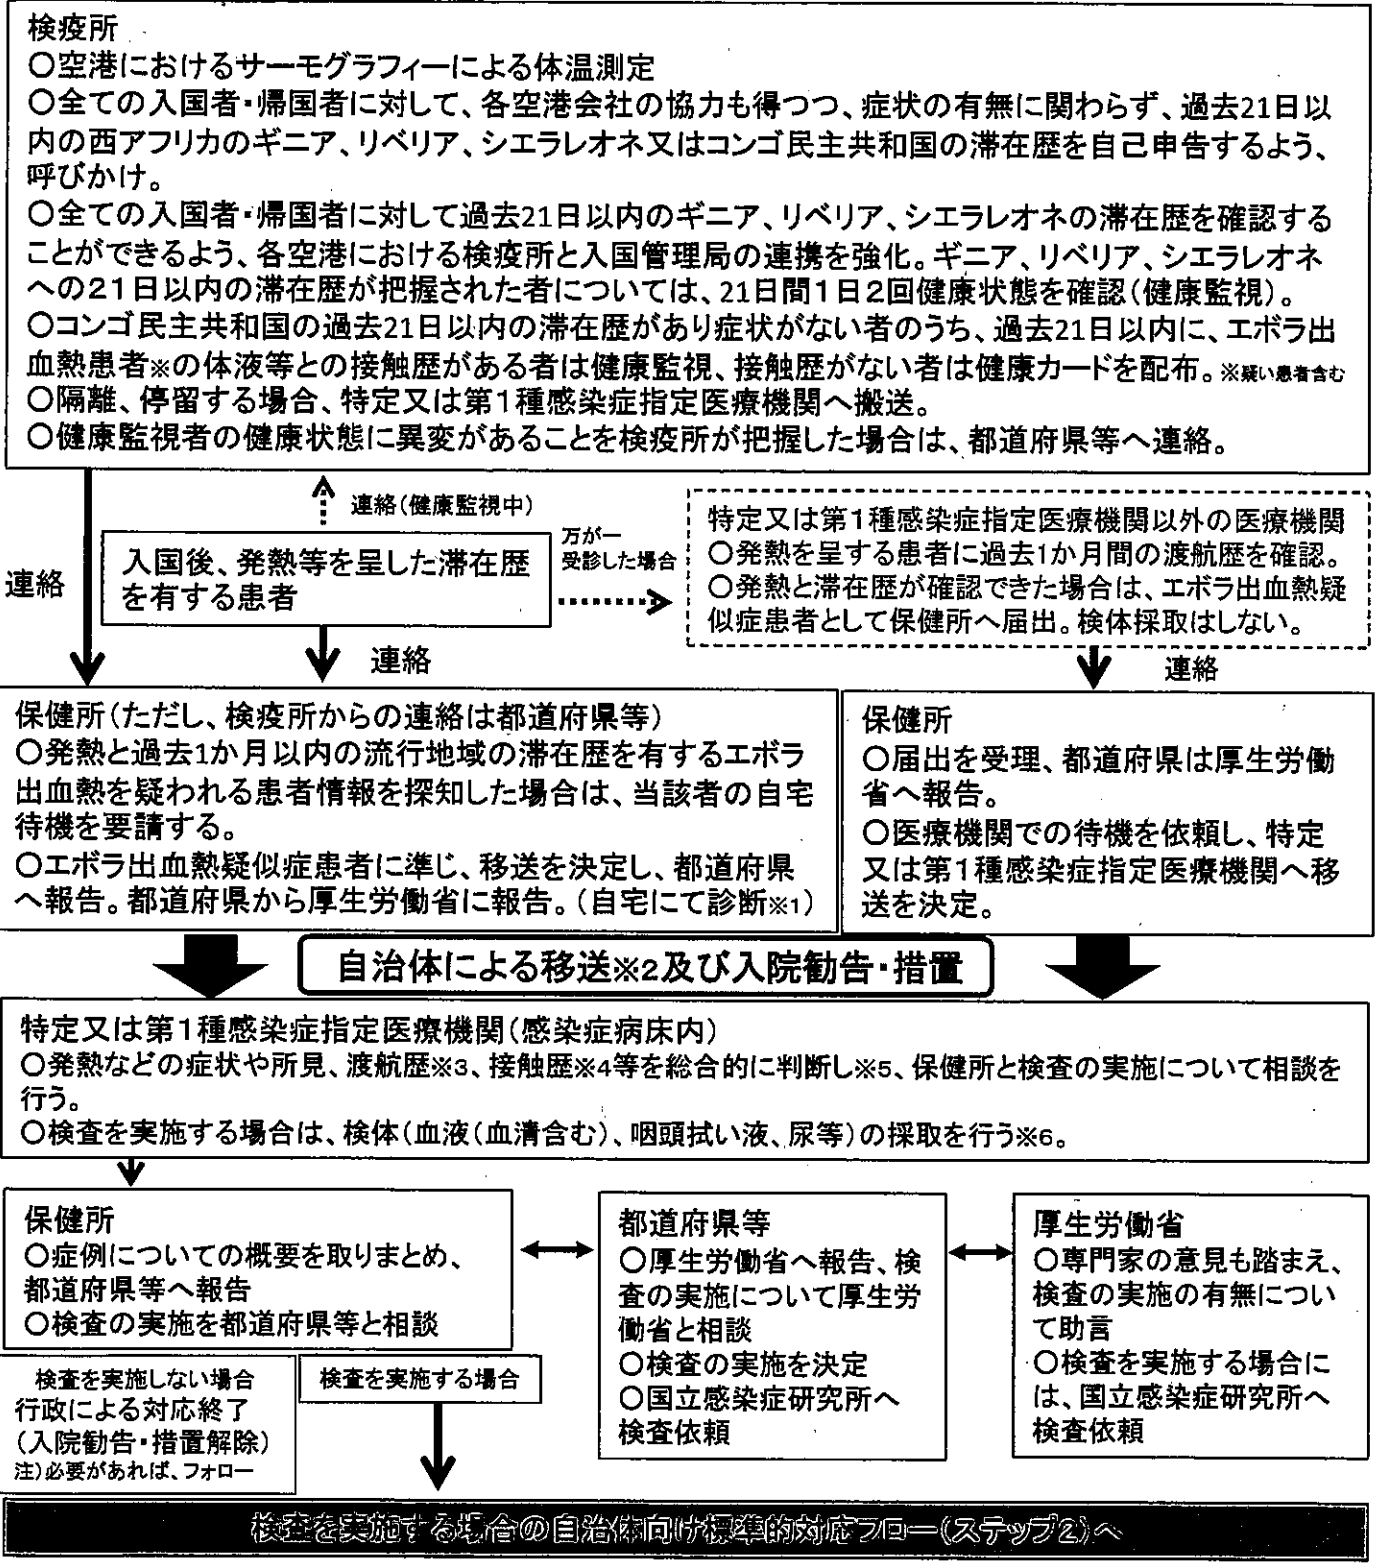 検疫所
○空港におけるサーモグラフィーによる体温測定
○全ての入国者・帰国者に対して、各空港会社の協力も得つつ、症状の有無に関わらず、過去21日以
内の西アフリカのギニア、リベリア、シエラレオネ又はコンゴ民主共和国の滞在歴を自己申告するよう、
呼びかけ。
○全ての入国者・帰国者に対して過去21日以内のギニア、リベリア、シエラレオネの滞在歴を確認する
ことができるよう、各空港における検疫所と入国管理局の連携を強化。ギニア、リベリア、シエラレオネ
への２１日以内の滞在歴が把握された者については、21日間１日２回健康状態を確認(健康監視)。
○コンゴ民主共和国の過去21日以内の滞在歴があり症状がない者のうち、過去21日以内に、エボラ出
血熱患者※の体液等との接触歴がある者は健康監視、接触歴がない者は健康カードを配布。※疑い患者含む
○隔離、停留する場合、特定又は第１種感染症指定医療機関へ搬送。
○健康監視者の健康状態に異変があることを検疫所が把握した場合は、都道府県等へ連絡。
連絡(健康監視中)
連絡
入国後、発熱等を呈した滞在歴
を有する患者
万が一
受診した場合
特定又は第１種感染症指定医療機関以外の医療機関
○発熱を呈する患者に過去1か月間の渡航歴を確認。
○発熱と滞在歴が確認できた場合は、エボラ出血熱疑
似症患者として保健所へ届出。検体採取はしない。
連絡
連絡
保健所(ただし、検疫所からの連絡は都道府県等)
○発熱と過去1か月以内の流行地域の滞在歴を有するエボラ
出血熱を疑われる患者情報を探知した場合は、当該者の自宅
待機を要請する。
○エボラ出血熱疑似症患者に準じ、移送を決定し、都道府県
へ報告。都道府県から厚生労働省に報告。(自宅にて診断※1)
保健所
○届出を受理、都道府県は厚生労働
省へ報告。
○医療機関での待機を依頼し、特定
又は第１種感染症指定医療機関へ移
送を決定。
自治体による移送※2及び入院勧告・措置
特定又は第１種感染症指定医療機関(感染症病床内)
○発熱などの症状や所見、渡航歴※3、接触歴※4等を総合的に判断し※5、保健所と検査の実施について相談を
行う。
○検査を実施する場合は、検体(血液(血清含む)、咽頭拭い液、尿等)の採取を行う※6。
保健所
○症例についての概要を取りまとめ、
都道府県等へ報告
○検査の実施を都道府県等と相談
都道府県等
○厚生労働省へ報告、検
査の実施について厚生労
働省と相談
○検査の実施を決定
○国立感染症研究所へ
検査依頼
厚生労働省
○専門家の意見も踏まえ、
検査の実施の有無につい
て助言
○検査を実施する場合に
は、国立感染症研究所へ
検査依頼
検査を実施しない場合
行政による対応終了
(入院勧告・措置解除)
注)必要があれば、フォロー
検査を実施する場合
検査を実施する場合の自治体向け標準的対応フロー(ステップ２)へ